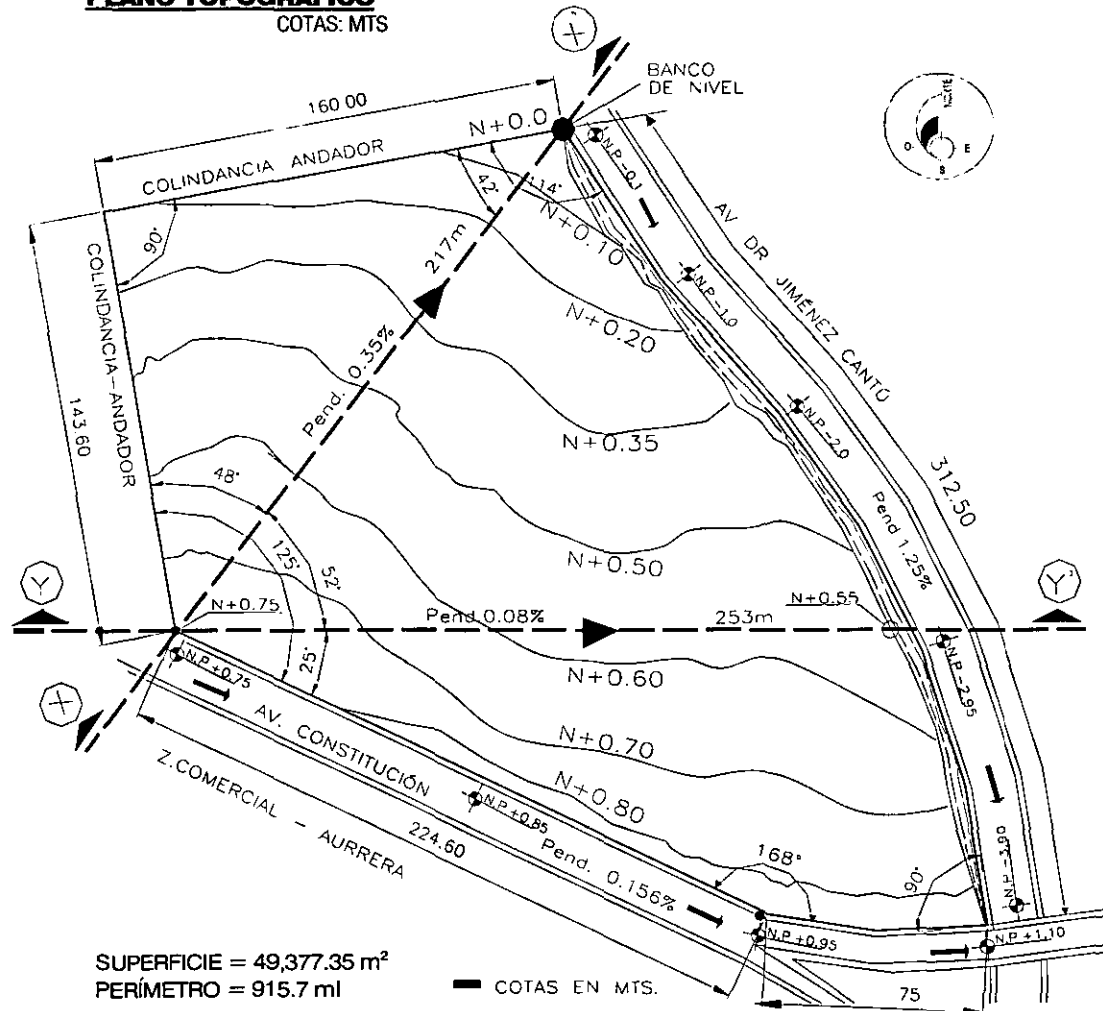 PLANO TOPOGRÁFICO
COTAS: MTS
X'
BANCO
DE NIVEL
NORTE
O
E
S
160 00
N+0.0
COLINDANCIA ANDADOR
N.P -0.1
42°
114°
N+0.10
90°
AV DR JIMÉNEZ CANTÚ
217m
N.P -1.0
N+0.20
COLINDANCIA-ANDADOR
Pend. 0.35%
143.60
N.P -2.0
N+0.35
312.50
48°
Pend 1.25%
125°
52°
N+0.50
Y
N+0.75
N+0.55
Y'
Pend 0.08%
253m
25°
N.P +0.75
N.P -2.95
N+0.60
X
AV. CONSTITUCIÓN
N+0.70
Z.COMERCIAL - AURRERA
N.P +0.85
N+0.80
224.60
Pend. 0.156%
168°
90°
N.P -3.90
N.P +0.95
N.P +1.10
SUPERFICIE = 49,377.35 m²
PERÍMETRO = 915.7 ml
COTAS EN MTS.
75